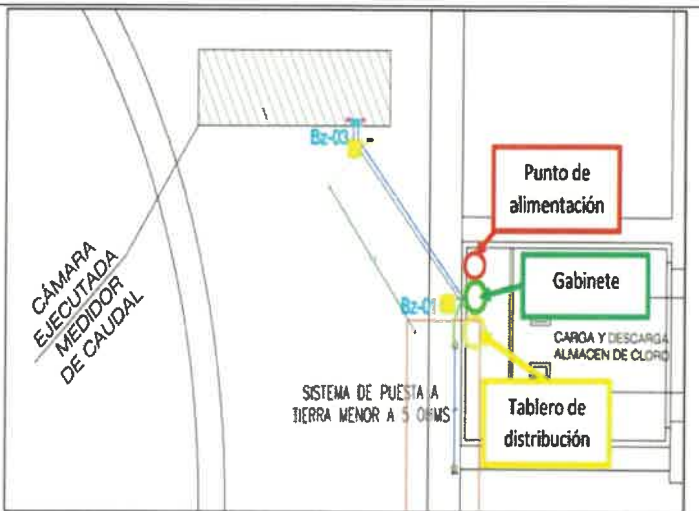 Bz-03
Punto de
alimentación
Gabinete
Bz-01
CÁMARA
EJECUTADA
MEDIDOR
DE CAUDAL
CARGA Y DESCARGA
ALMACEN DE CLORO
SISTEMA DE PUESTA A
TIERRA MENOR A 5 OHMS
Tablero de
distribución